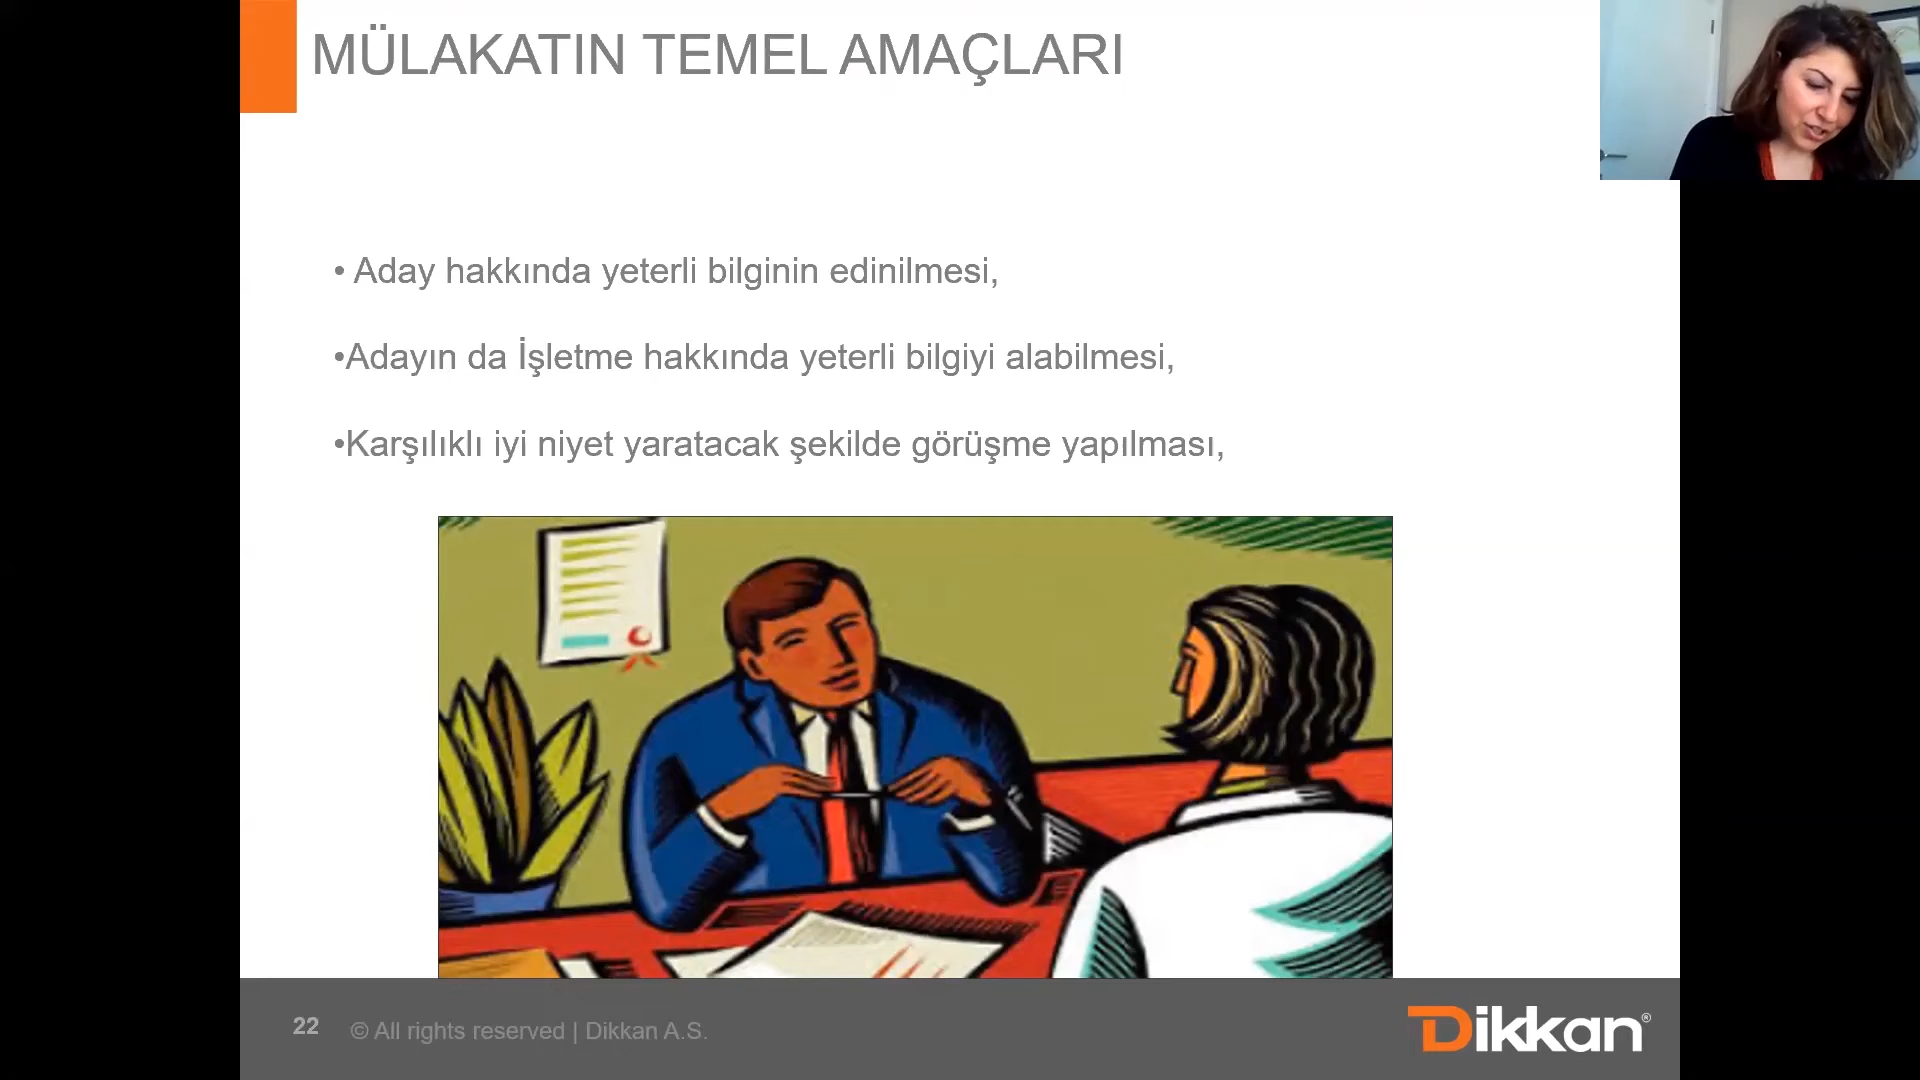 MÜLAKATIN TEMEL AMAÇLARI
• Aday hakkında yeterli bilginin edinilmesi,
•Adayın da İşletme hakkında yeterli bilgiyi alabilmesi,
•Karşılıklı iyi niyet yaratacak şekilde görüşme yapılması,
22
© All rights reserved | Dikkan A.S.
Dikkan®